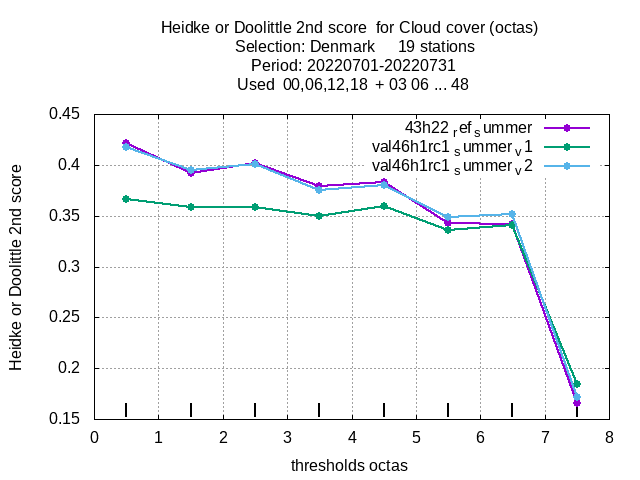 Heidke or Doolittle 2nd score  for Cloud cover (octas)
Selection: Denmark     19 stations
Period: 20220701-20220731
Used  00,06,12,18  + 03 06 ... 48
43h22 ref summer
val46h1rc1 summer v1
val46h1rc1 summer v2
Heidke or Doolittle 2nd score
0.45
0.4
0.35
0.3
0.25
0.2
0.15
0 1 2 3 4 5 6 7 8
thresholds octas